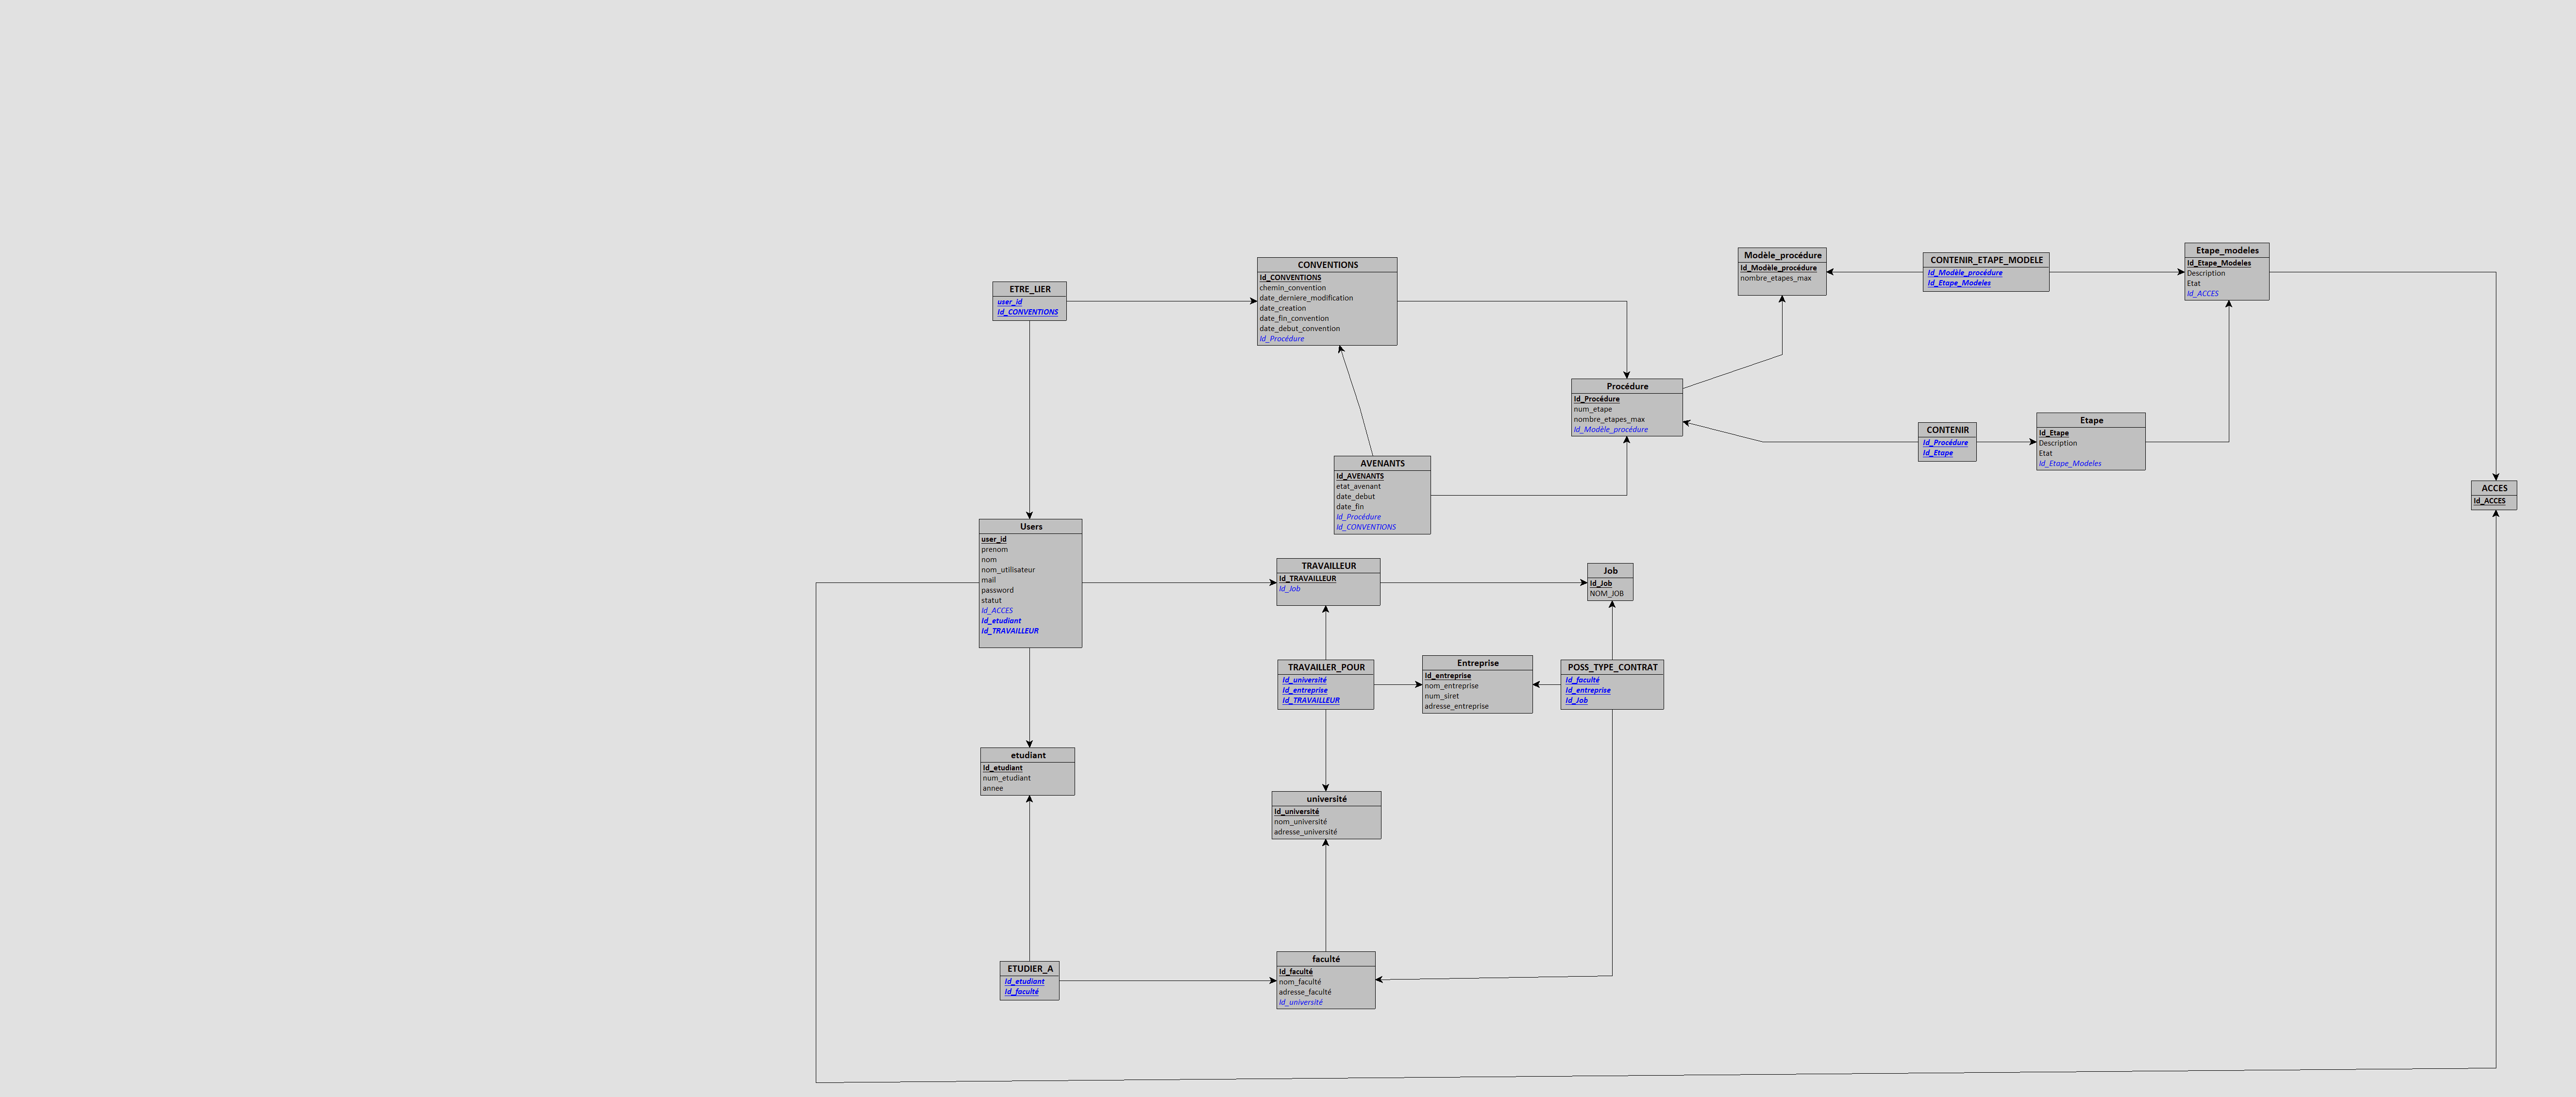 Modèle_procédure
Id_Modèle_procédure
nombre_etapes_max
CONTENIR_ETAPE_MODELE
Id_Modèle_procédure
Id_Etape_Modeles
Etape_modeles
Id_Etape_Modeles
Description
Etat
Id_ACCES
CONVENTIONS
Id_CONVENTIONS
chemin_convention
date_derniere_modification
date_creation
date_fin_convention
date_debut_convention
Id_Procédure
ETRE_LIER
user_id
Id_CONVENTIONS
Procédure
Id_Procédure
num_etape
nombre_etapes_max
Id_Modèle_procédure
CONTENIR
Id_Procédure
Id_Etape
Etape
Id_Etape
Description
Etat
Id_Etape_Modeles
AVENANTS
Id_AVENANTS
etat_avenant
date_debut
date_fin
Id_Procédure
Id_CONVENTIONS
ACCES
Id_ACCES
Users
user_id
prenom
nom
nom_utilisateur
mail
password
statut
Id_ACCES
Id_etudiant
Id_TRAVAILLEUR
TRAVAILLEUR
Id_TRAVAILLEUR
Id_Job
Job
Id_Job
NOM_JOB
TRAVAILLER_POUR
Id_université
Id_entreprise
Id_TRAVAILLEUR
Entreprise
Id_entreprise
nom_entreprise
num_siret
adresse_entreprise
POSS_TYPE_CONTRAT
Id_faculté
Id_entreprise
Id_Job
etudiant
Id_etudiant
num_etudiant
annee
université
Id_université
nom_université
adresse_université
ETUDIER_A
Id_etudiant
Id_faculté
faculté
Id_faculté
nom_faculté
adresse_faculté
Id_université